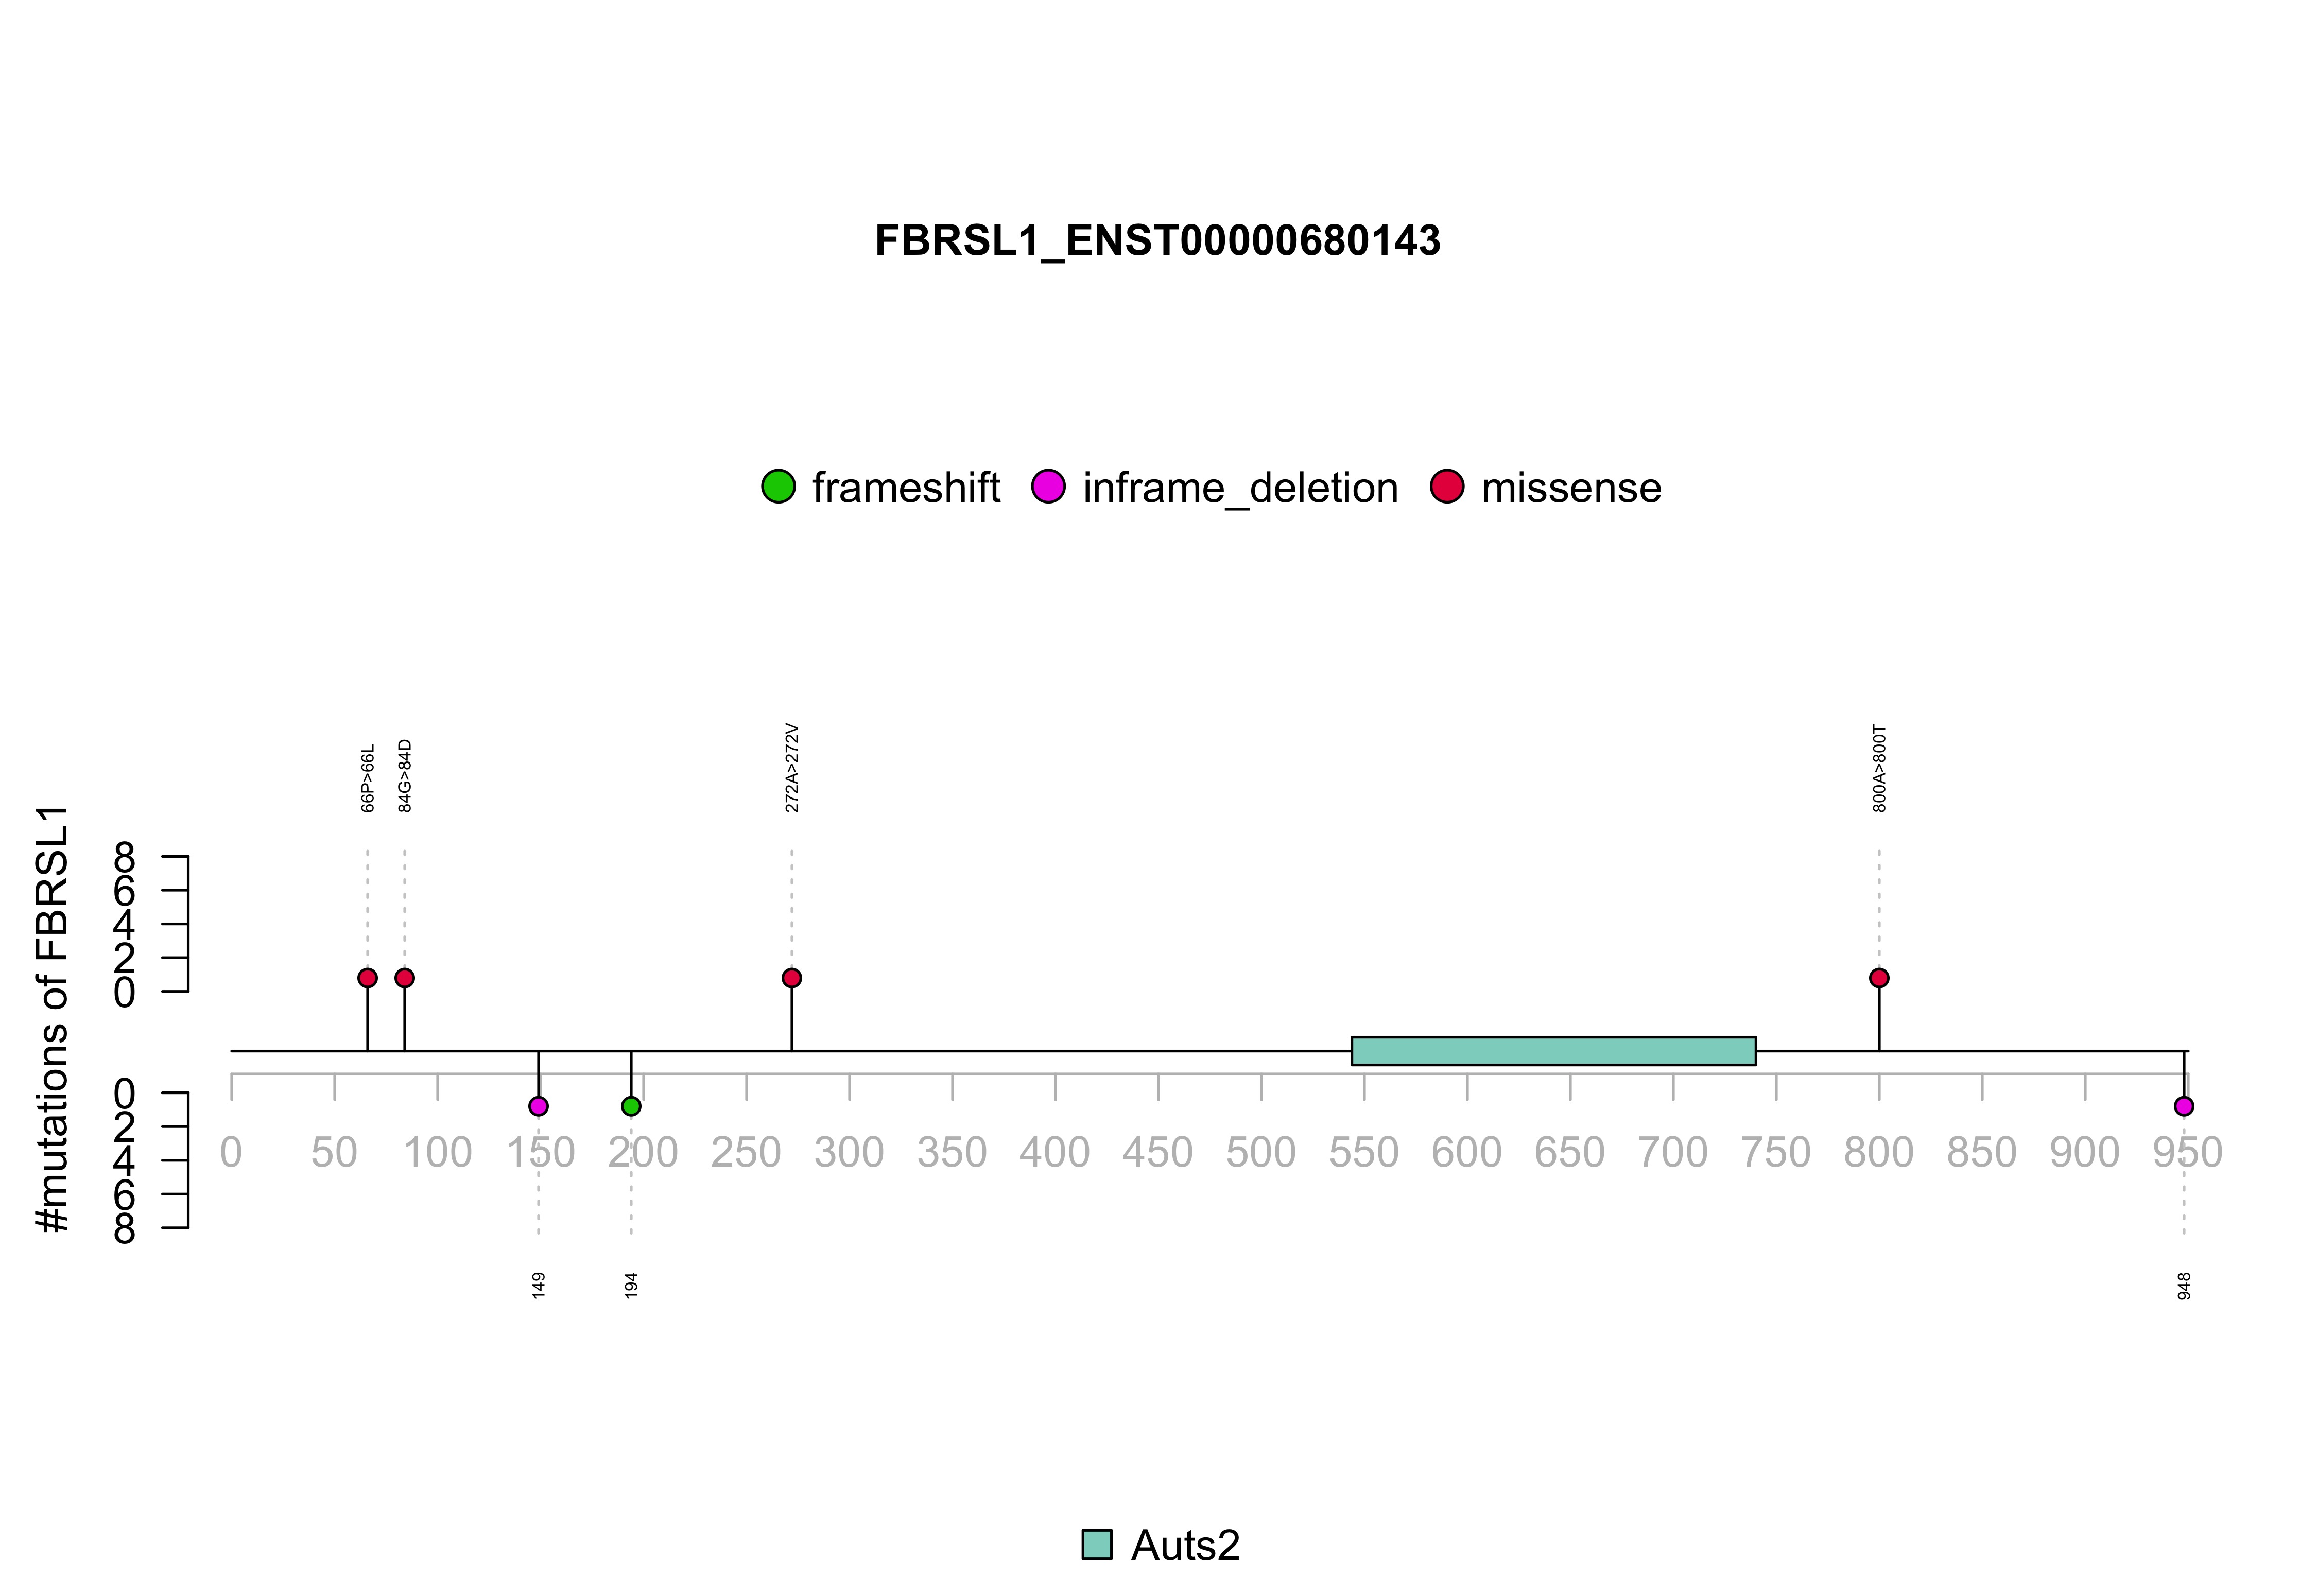 FBRSL1_ENST00000680143
frameshift inframe_deletion missense
66P>66L
84G>84D
272A>272V
800A>800T
#mutations of FBRSL1
8
6
4
2
0
0
2
4
6
8
0 50 100 150 200 250 300 350 400 450 500 550 600 650 700 750 800 850 900 950
149
194
948
Auts2